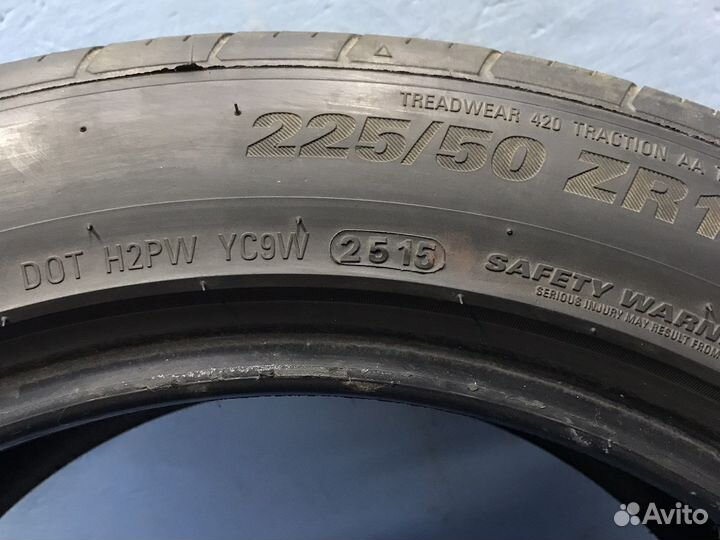 TREADWEAR 420 TRACTION AA
225/50 ZR1
DOT H2PW YC9W 2515
SAFETY WARN
SERIOUS INJURY MAY RESULT FROM
Avito